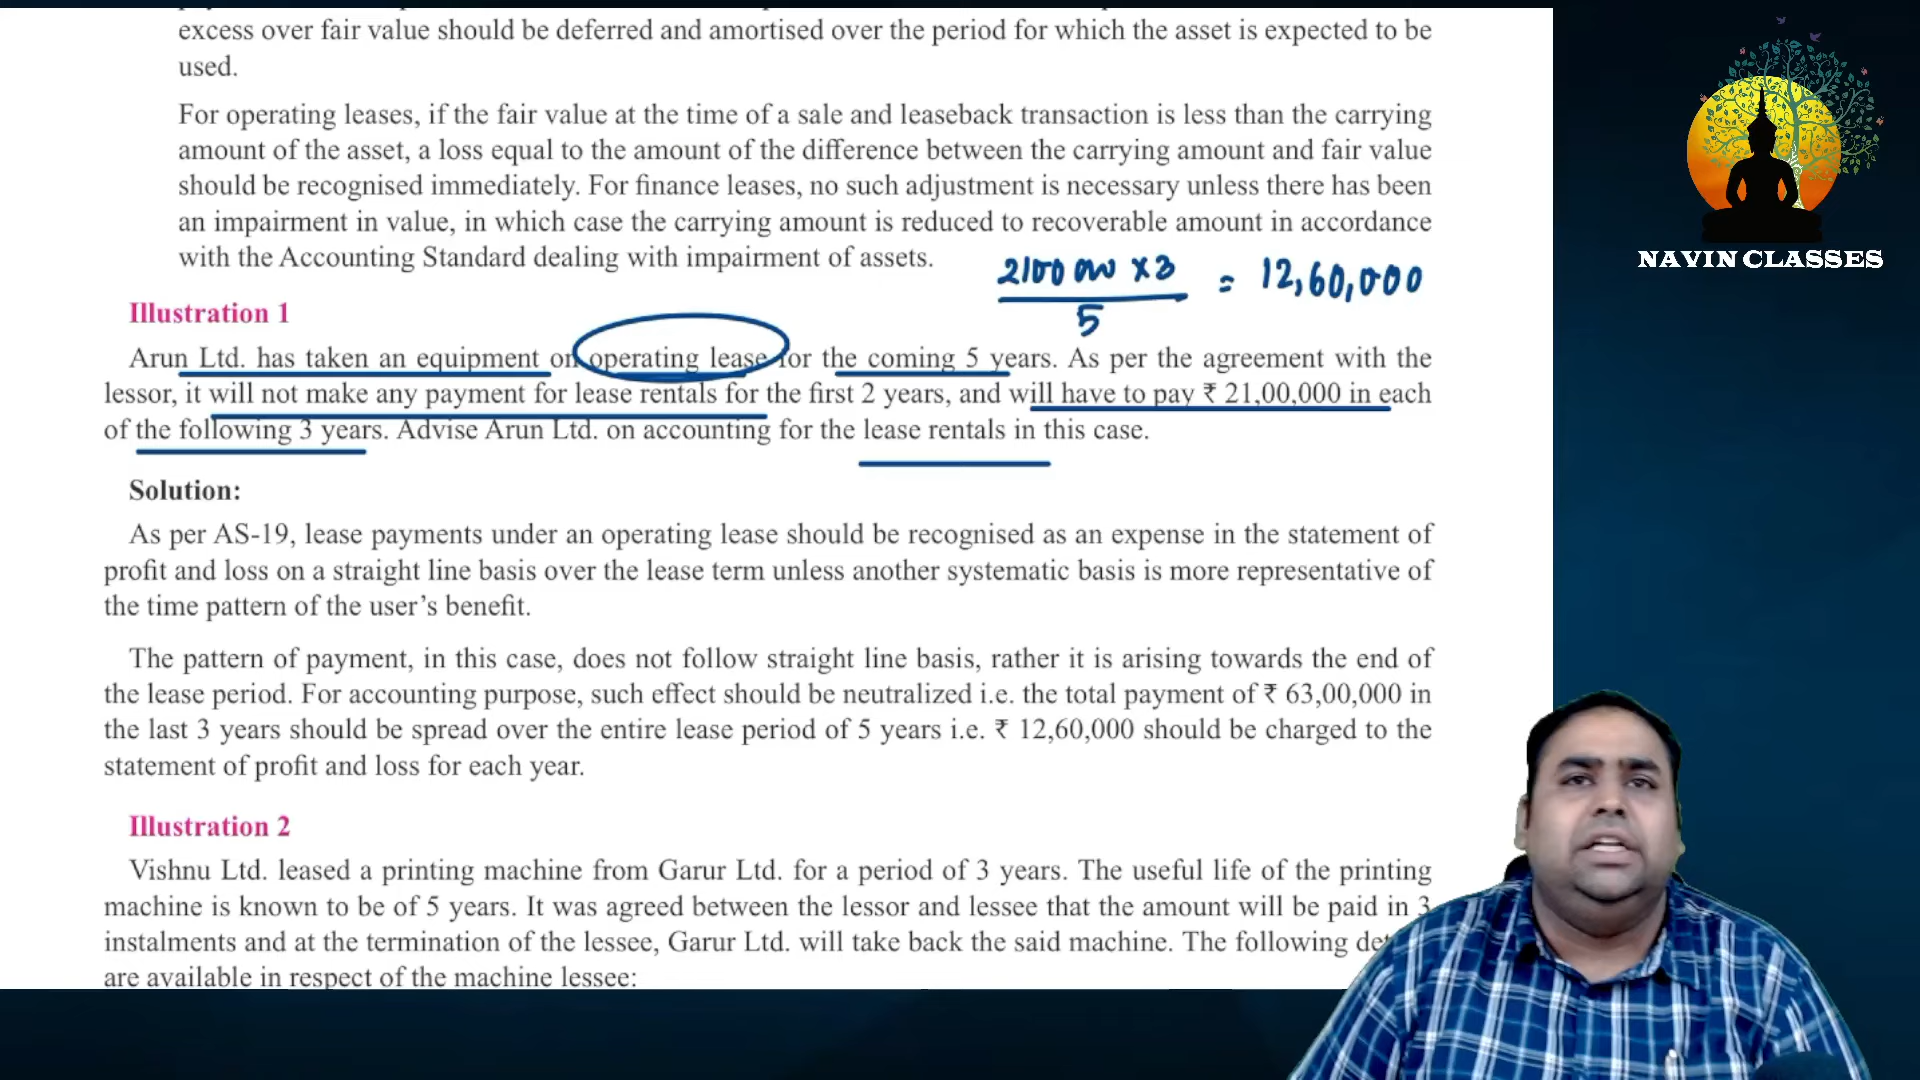 excess over fair value should be deferred and amortised over the period for which the asset is expected to be
used.
For operating leases, if the fair value at the time of a sale and leaseback transaction is less than the carrying
amount of the asset, a loss equal to the amount of the difference between the carrying amount and fair value
should be recognised immediately. For finance leases, no such adjustment is necessary unless there has been
an impairment in value, in which case the carrying amount is reduced to recoverable amount in accordance
with the Accounting Standard dealing with impairment of assets.
2100 000 x 3
5
= 12,60,000
NAVIN CLASSES
Illustration 1
Arun Ltd. has taken an equipment on operating lease for the coming 5 years. As per the agreement with the
lessor, it will not make any payment for lease rentals for the first 2 years, and will have to pay ₹ 21,00,000 in each
of the following 3 years. Advise Arun Ltd. on accounting for the lease rentals in this case.
Solution:
As per AS-19, lease payments under an operating lease should be recognised as an expense in the statement of
profit and loss on a straight line basis over the lease term unless another systematic basis is more representative of
the time pattern of the user’s benefit.
The pattern of payment, in this case, does not follow straight line basis, rather it is arising towards the end of
the lease period. For accounting purpose, such effect should be neutralized i.e. the total payment of ₹ 63,00,000 in
the last 3 years should be spread over the entire lease period of 5 years i.e. ₹ 12,60,000 should be charged to the
statement of profit and loss for each year.
Illustration 2
Vishnu Ltd. leased a printing machine from Garur Ltd. for a period of 3 years. The useful life of the printing
machine is known to be of 5 years. It was agreed between the lessor and lessee that the amount will be paid in 3
instalments and at the termination of the lessee, Garur Ltd. will take back the said machine. The following
are available in respect of the machine lessee: